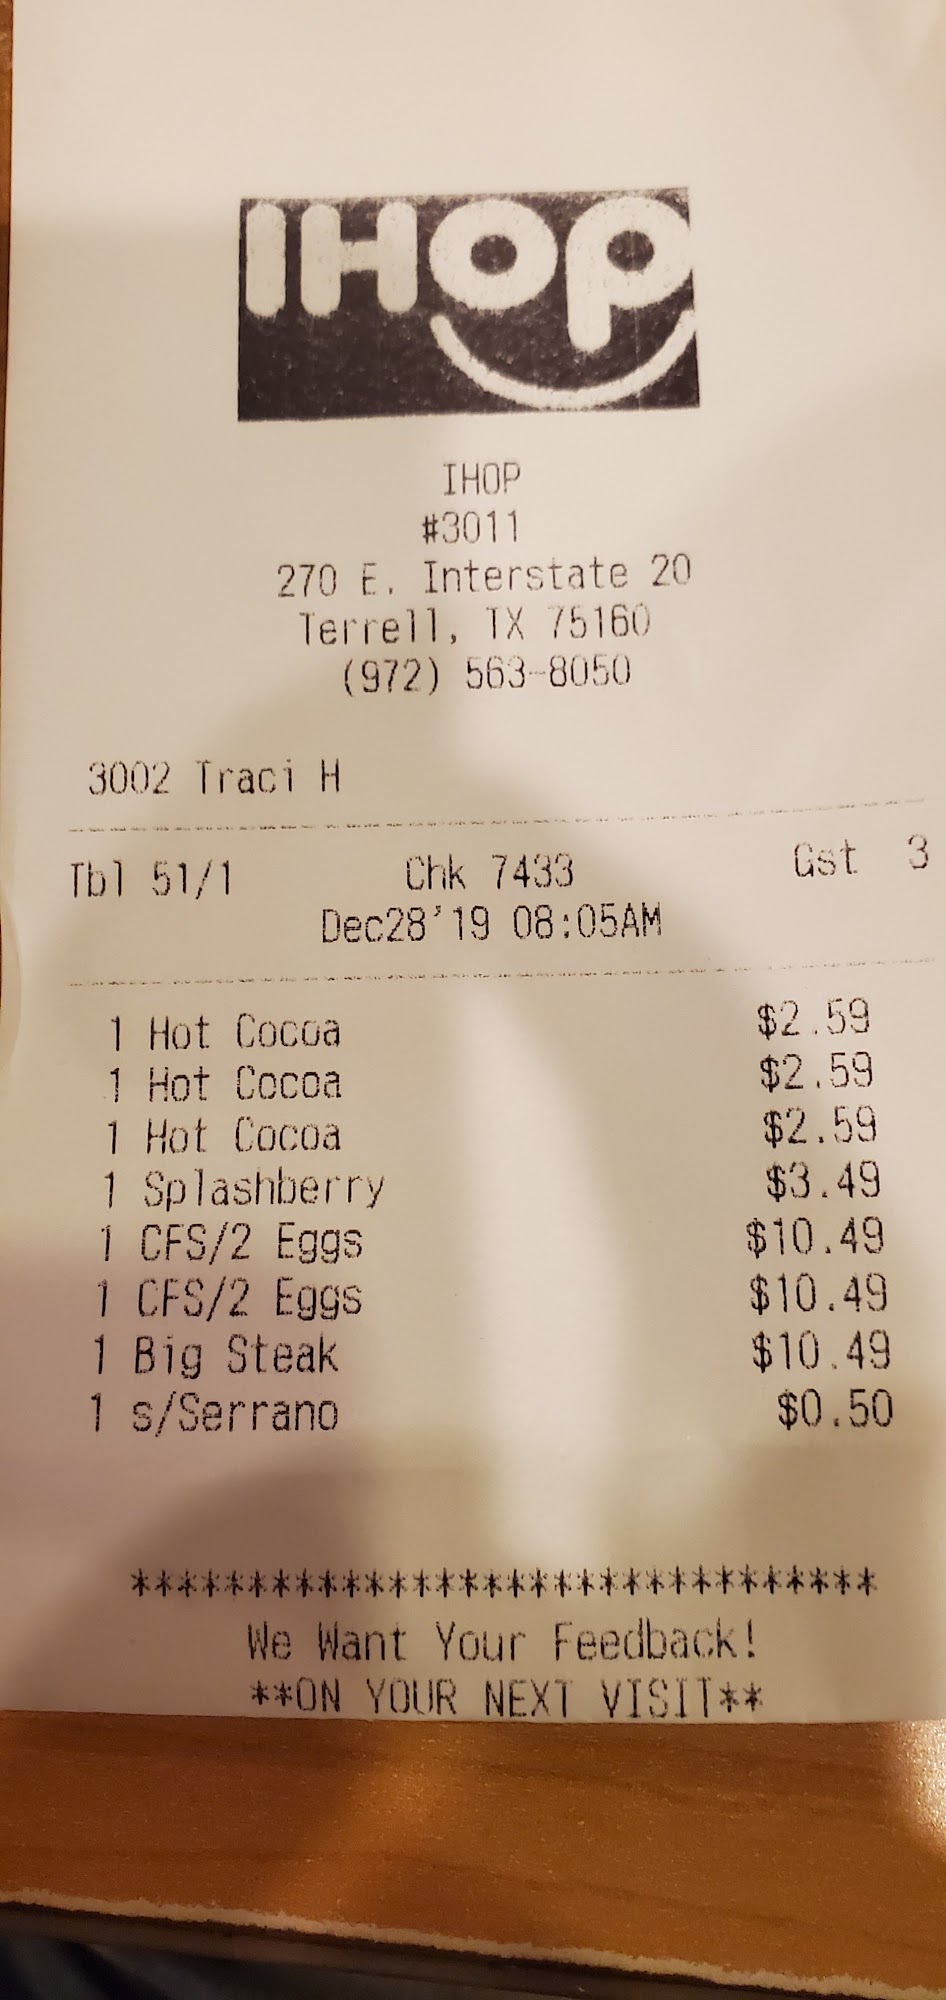 IHOP
IHOP
#3011
270 E. Interstate 20
Terrell, TX 75160
(972) 563-8050
3002 Traci H
Tbl 51/1 Chk 7433 Gst 3
Dec28'19 08:05AM
1 Hot Cocoa $2.59
1 Hot Cocoa $2.59
1 Hot Cocoa $2.59
1 Splashberry $3.49
1 CFS/2 Eggs $10.49
1 CFS/2 Eggs $10.49
1 Big Steak $10.49
1 s/Serrano $0.50
********************************
We Want Your Feedback!
**ON YOUR NEXT VISIT**